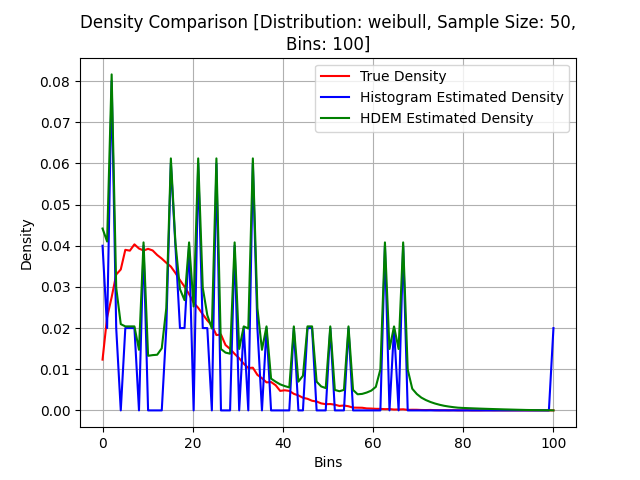 Density Comparison [Distribution: weibull, Sample Size: 50,
Bins: 100]
True Density
Histogram Estimated Density
HDEM Estimated Density
Density
0.08
0.07
0.06
0.05
0.04
0.03
0.02
0.01
0.00
0 20 40 60 80 100
Bins